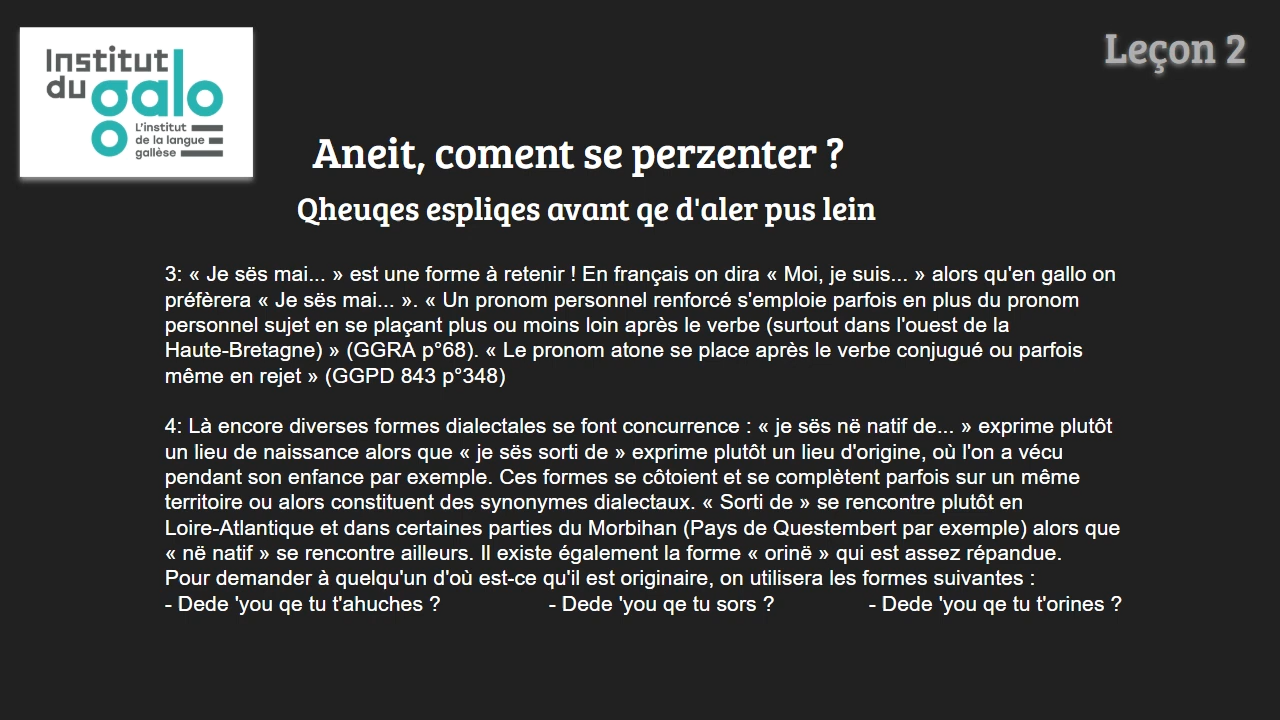 Institut
du galo
L'institut
de la langue
gallèse
Leçon 2
Aneit, coment se perzenter ?
Qheuqes espliqes avant qe d'aler pus lein
3: « Je sës mai... » est une forme à retenir ! En français on dira « Moi, je suis... » alors qu'en gallo on
préfèrera « Je sës mai... ». « Un pronom personnel renforcé s'emploie parfois en plus du pronom
personnel sujet en se plaçant plus ou moins loin après le verbe (surtout dans l'ouest de la
Haute-Bretagne) » (GGRA p°68). « Le pronom atone se place après le verbe conjugué ou parfois
même en rejet » (GGPD 843 p°348)
4: Là encore diverses formes dialectales se font concurrence : « je sës në natif de... » exprime plutôt
un lieu de naissance alors que « je sës sorti de » exprime plutôt un lieu d'origine, où l'on a vécu
pendant son enfance par exemple. Ces formes se côtoient et se complètent parfois sur un même
territoire ou alors constituent des synonymes dialectaux. « Sorti de » se rencontre plutôt en
Loire-Atlantique et dans certaines parties du Morbihan (Pays de Questembert par exemple) alors que
« në natif » se rencontre ailleurs. Il existe également la forme « orinë » qui est assez répandue.
Pour demander à quelqu'un d'où est-ce qu'il est originaire, on utilisera les formes suivantes :
- Dede 'you qe tu t'ahuches ? - Dede 'you qe tu sors ? - Dede 'you qe tu t'orines ?